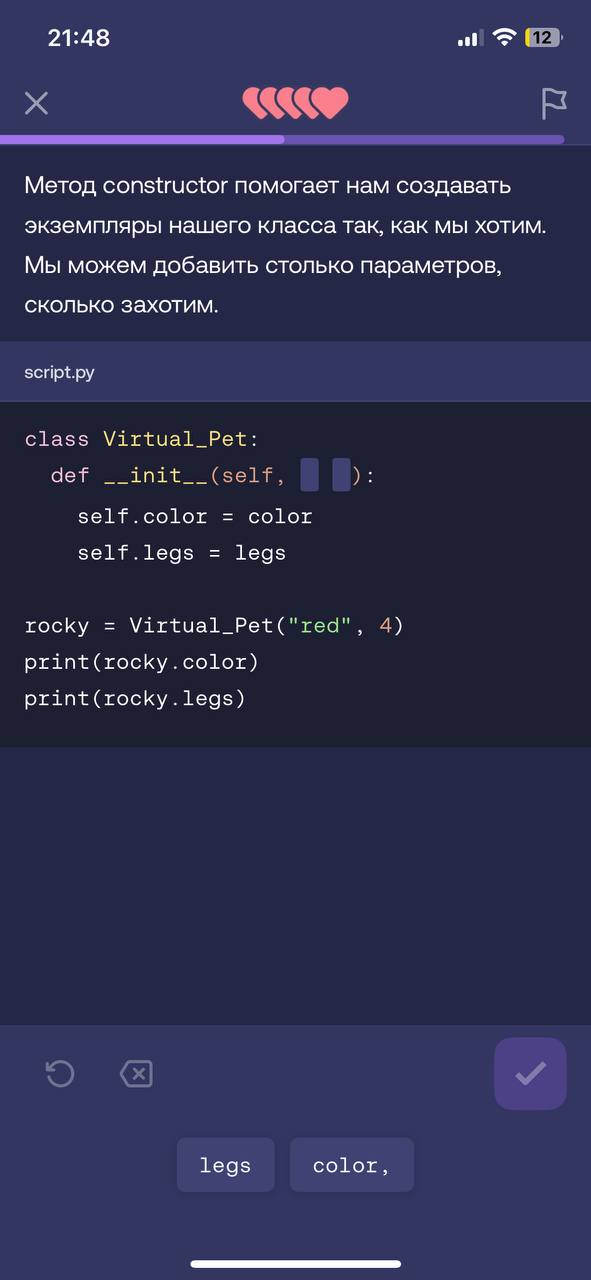 21:48
12
Метод constructor помогает нам создавать
экземпляры нашего класса так, как мы хотим.
Мы можем добавить столько параметров,
сколько захотим.
script.py
class Virtual_Pet:
  def __init__(self, ):
    self.color = color
    self.legs = legs
rocky = Virtual_Pet("red", 4)
print(rocky.color)
print(rocky.legs)
legs color,